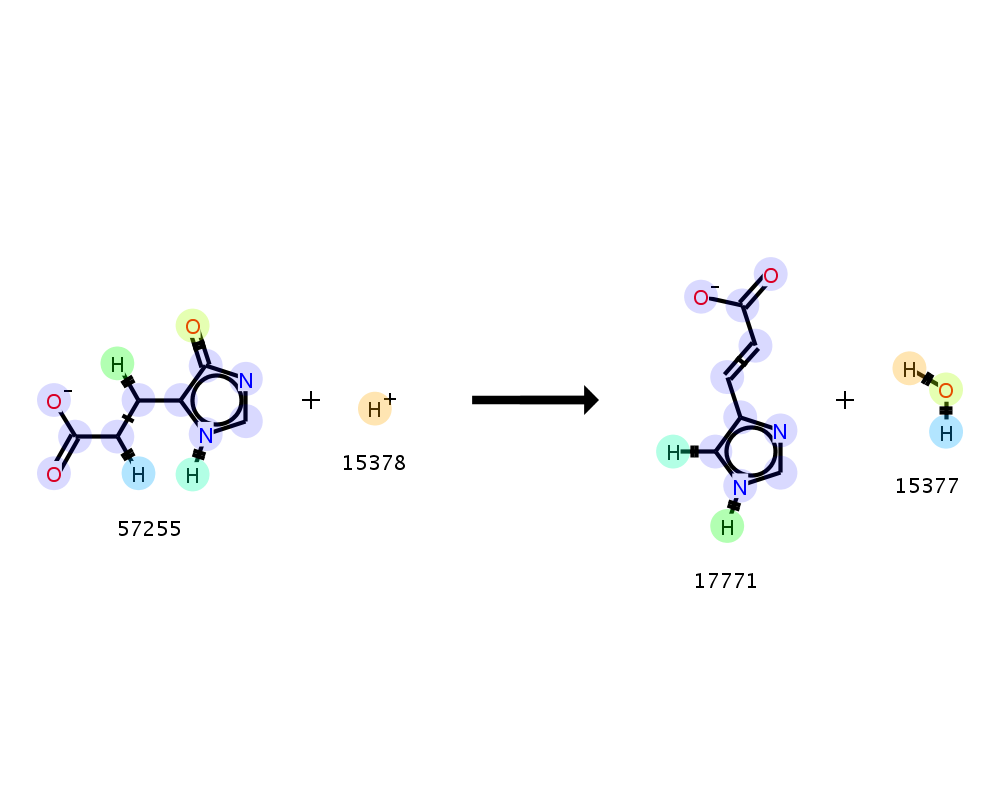 H O
O⁻ N
+ H⁺
O H H N H
57255
15378
O
O⁻
N
H
N
H
17771
+
H
O
H
15377